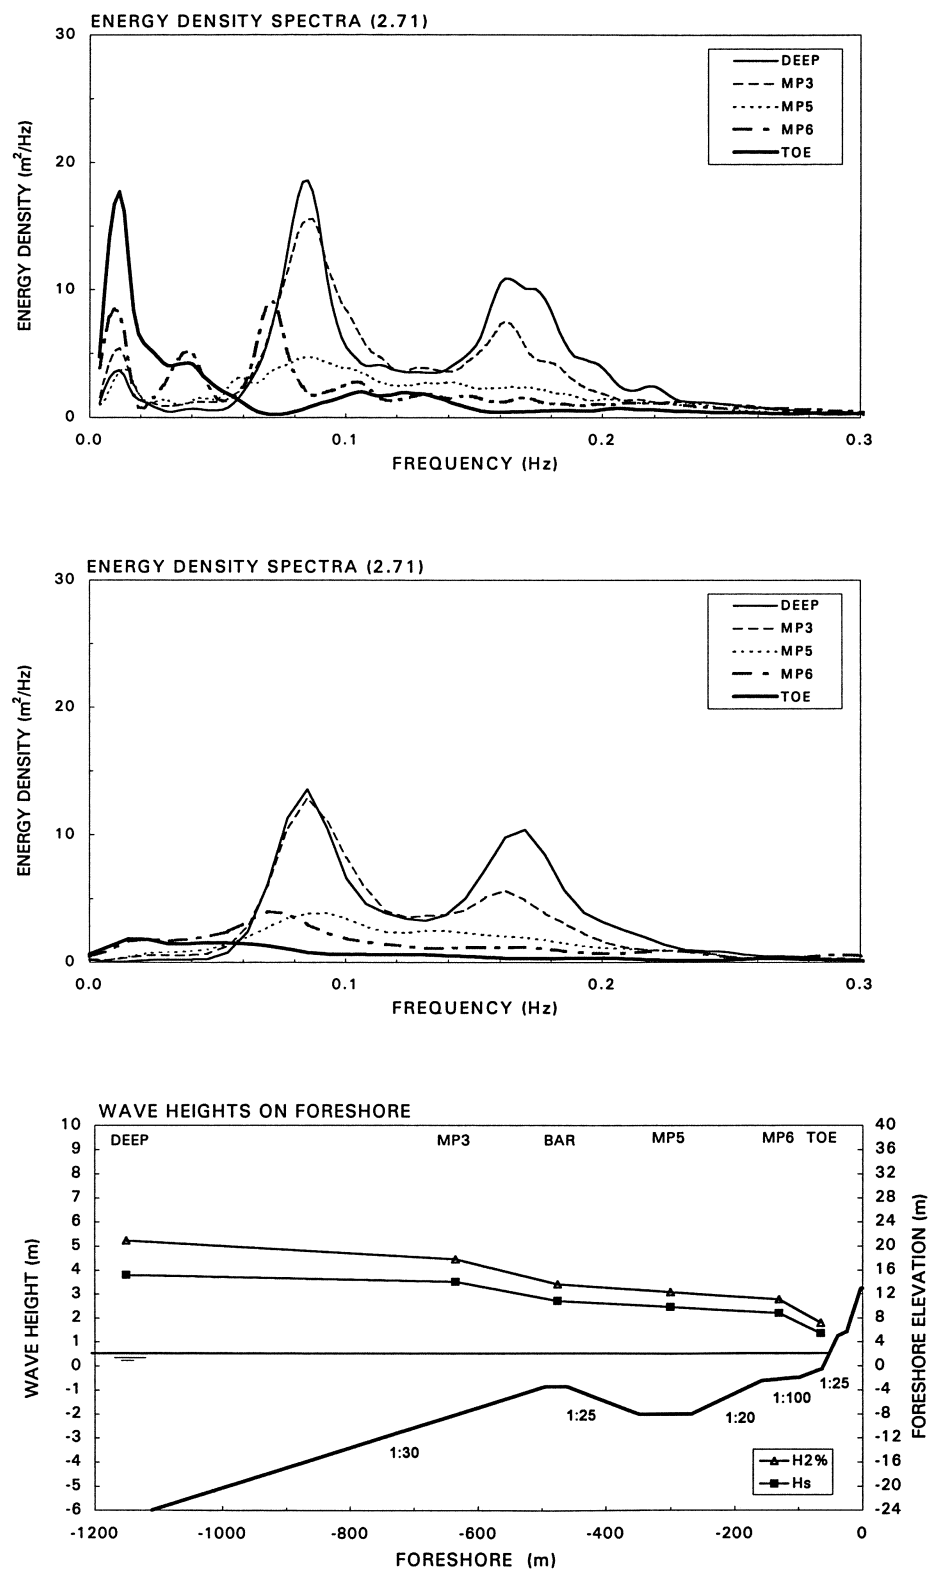 ENERGY DENSITY SPECTRA (2.71)
30
20
10
0
ENERGY DENSITY (m²/Hz)
DEEP
MP3
MP5
MP6
TOE
0.0 0.1 0.2 0.3
FREQUENCY (Hz)
ENERGY DENSITY SPECTRA (2.71)
30
20
10
0
ENERGY DENSITY (m²/Hz)
DEEP
MP3
MP5
MP6
TOE
0.0 0.1 0.2 0.3
FREQUENCY (Hz)
WAVE HEIGHTS ON FORESHORE
DEEP MP3 BAR MP5 MP6 TOE
10 40
9 36
8 32
7 28
6 24
5 20
4 16
3 12
2 8
1 4
0 0
-1 -4
-2 -8
-3 -12
-4 -16
-5 -20
-6 -24
WAVE HEIGHT (m)
FORESHORE ELEVATION (m)
1:30
1:25
1:20
1:100
1:25
H2%
Hs
-1200 -1000 -800 -600 -400 -200 0
FORESHORE (m)